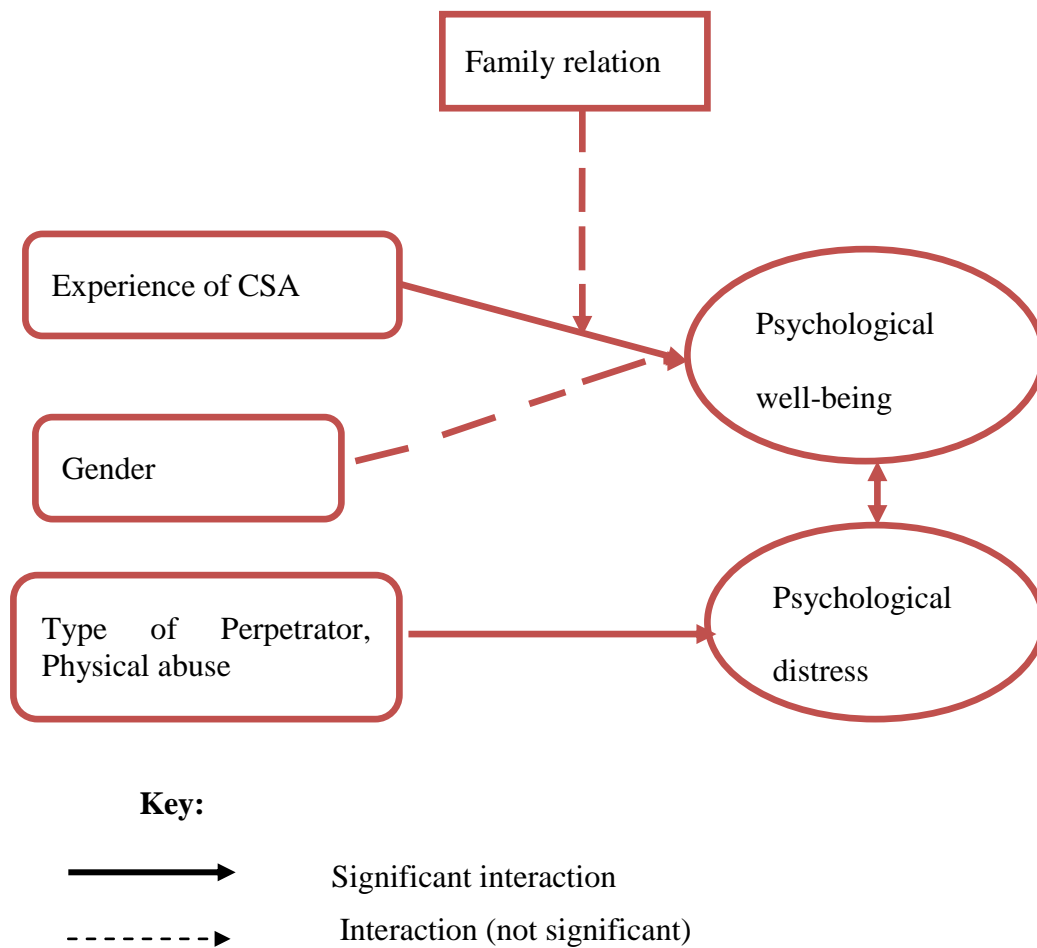 Family relation
Experience of CSA
Psychological
well-being
Gender
Type of Perpetrator,
Physical abuse
Psychological
distress
Key:
Significant interaction
Interaction (not significant)